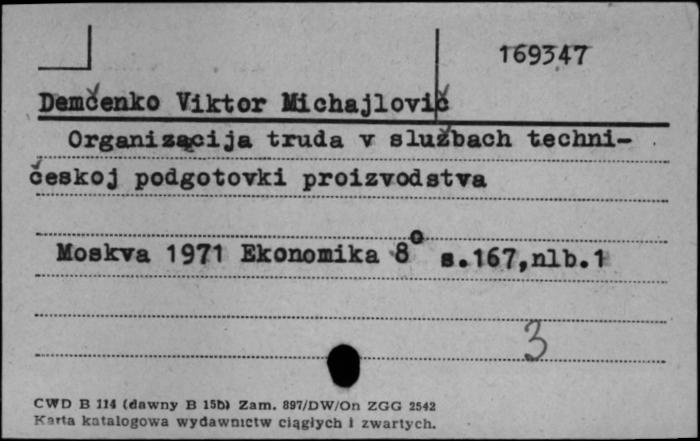 169347
Demčenko Viktor Michajlovič
Organizacija truda v službach techni-
českoj podgotovki proizvodstva
Moskva 1971 Ekonomika 8° s.167,nlb.1
3
CWD B 114 (dawny B 15b) Zam. 897/DW/On ZGG 2542
Karta katalogowa wydawnictw ciągłych i zwartych.